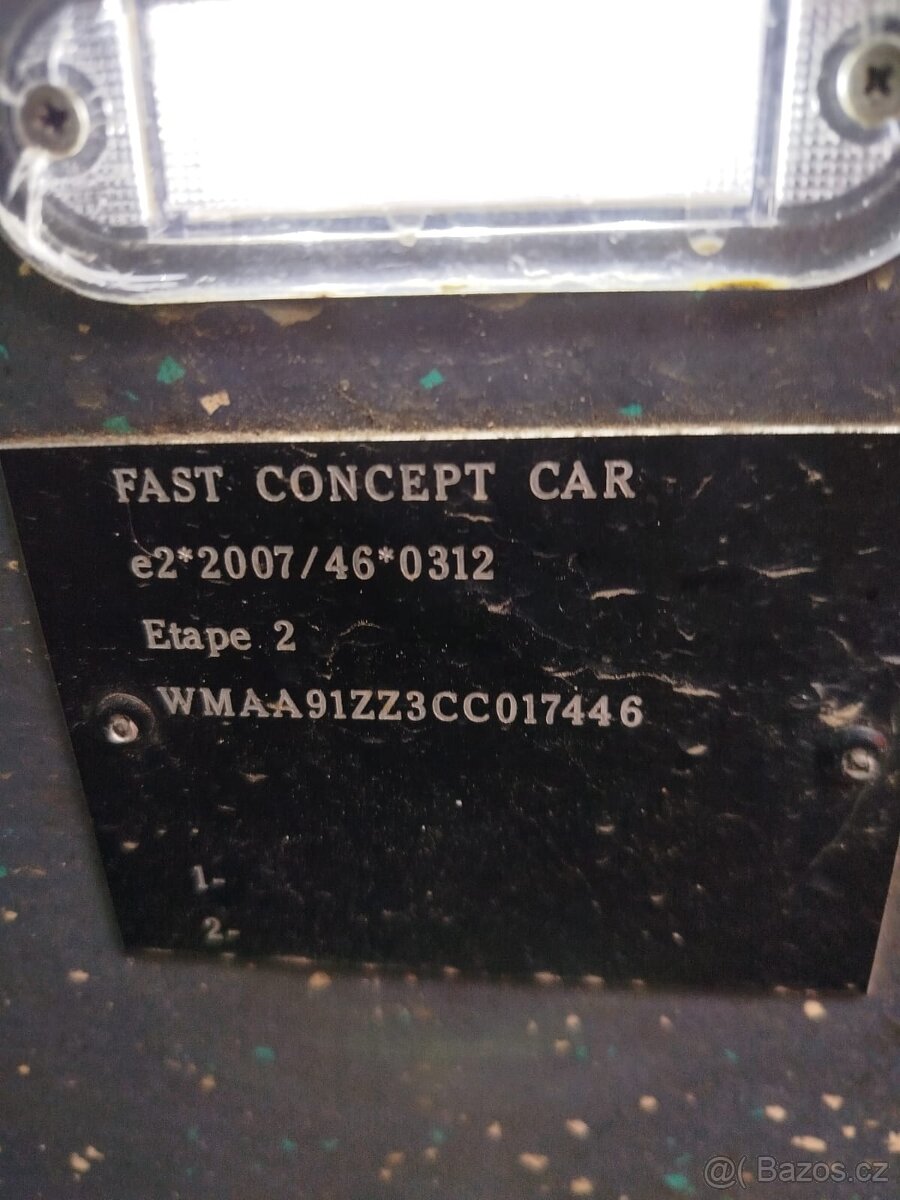 FAST CONCEPT CAR
e2*2007/46*0312
Etape 2
WMAA91ZZ3CC017446
1-
2-
@( Bazos.cz